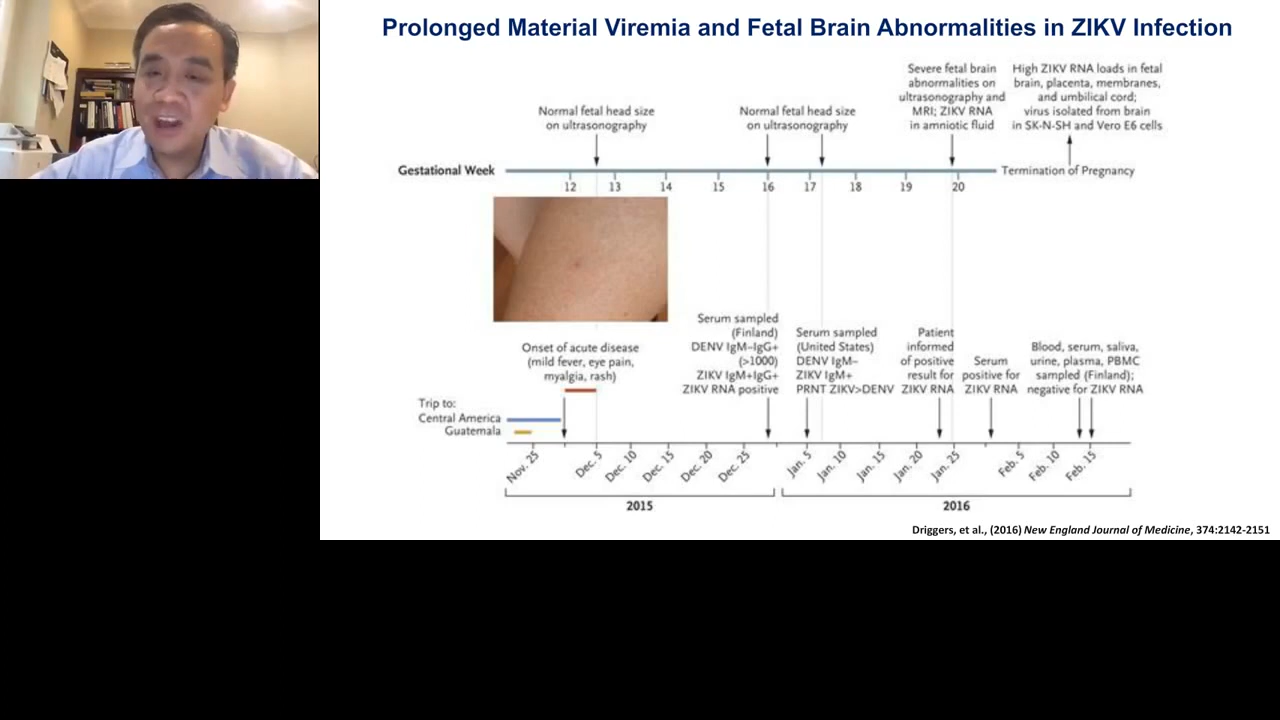 Prolonged Material Viremia and Fetal Brain Abnormalities in ZIKV Infection
Normal fetal head size
on ultrasonography
Normal fetal head size
on ultrasonography
Severe fetal brain
abnormalities on
ultrasonography and
MRI; ZIKV RNA
in amniotic fluid
High ZIKV RNA loads in fetal
brain, placenta, membranes,
and umbilical cord;
virus isolated from brain
in SK-N-SH and Vero E6 cells
Gestational Week
12 13 14 15 16 17 18 19 20
Termination of Pregnancy
Onset of acute disease
(mild fever, eye pain,
myalgia, rash)
Serum sampled
(Finland)
DENV IgM–IgG+
(>1000)
ZIKV IgM+IgG+
ZIKV RNA positive
Serum sampled
(United States)
DENV IgM–
ZIKV IgM+
PRNT ZIKV>DENV
Patient
informed
of positive
result for
ZIKV RNA
Serum
positive for
ZIKV RNA
Blood, serum, saliva,
urine, plasma, PBMC
sampled (Finland);
negative for ZIKV RNA
Trip to:
Central America
Guatemala
Nov. 25 Dec. 5 Dec. 10 Dec. 15 Dec. 20 Dec. 25 Jan. 5 Jan. 10 Jan. 15 Jan. 20 Jan. 25 Feb. 5 Feb. 10 Feb. 15
2015 2016
Driggers, et al., (2016) New England Journal of Medicine, 374:2142-2151